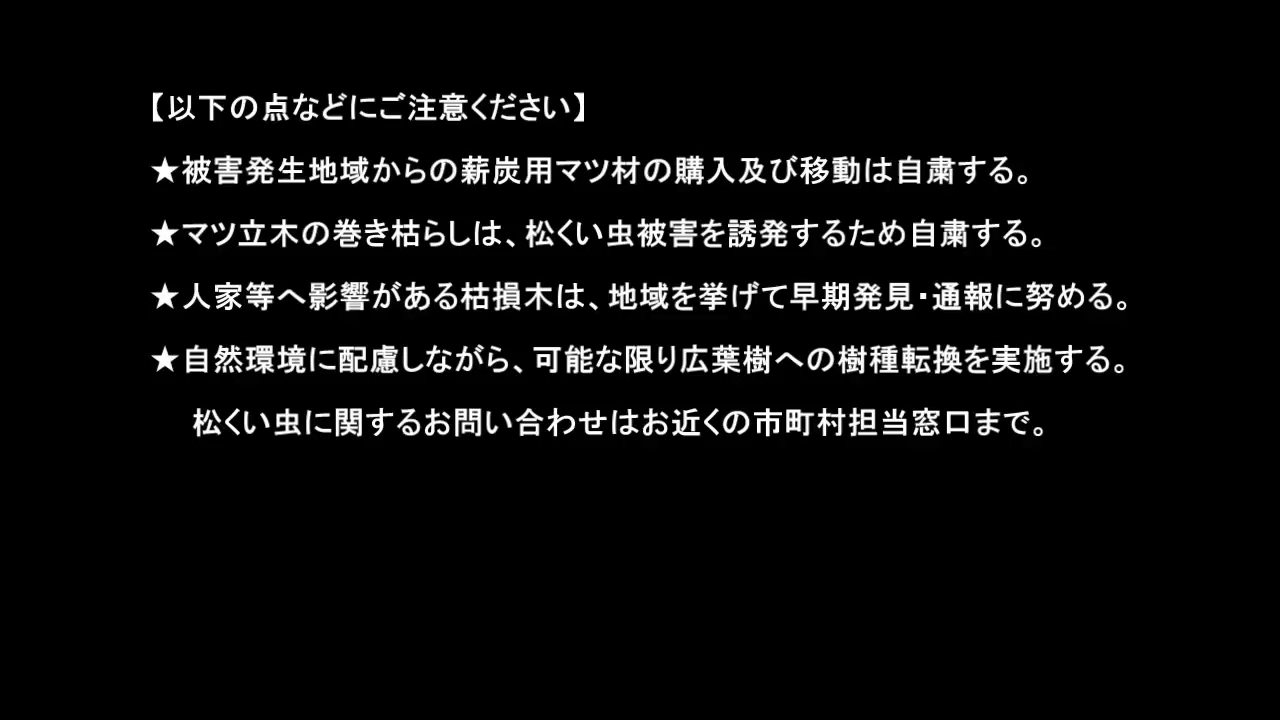 【以下の点などにご注意ください】
★被害発生地域からの薪炭用マツ材の購入及び移動は自粛する。
★マツ立木の巻き枯らしは、松くい虫被害を誘発するため自粛する。
★人家等へ影響がある枯損木は、地域を挙げて早期発見・通報に努める。
★自然環境に配慮しながら、可能な限り広葉樹への樹種転換を実施する。
松くい虫に関するお問い合わせはお近くの市町村担当窓口まで。